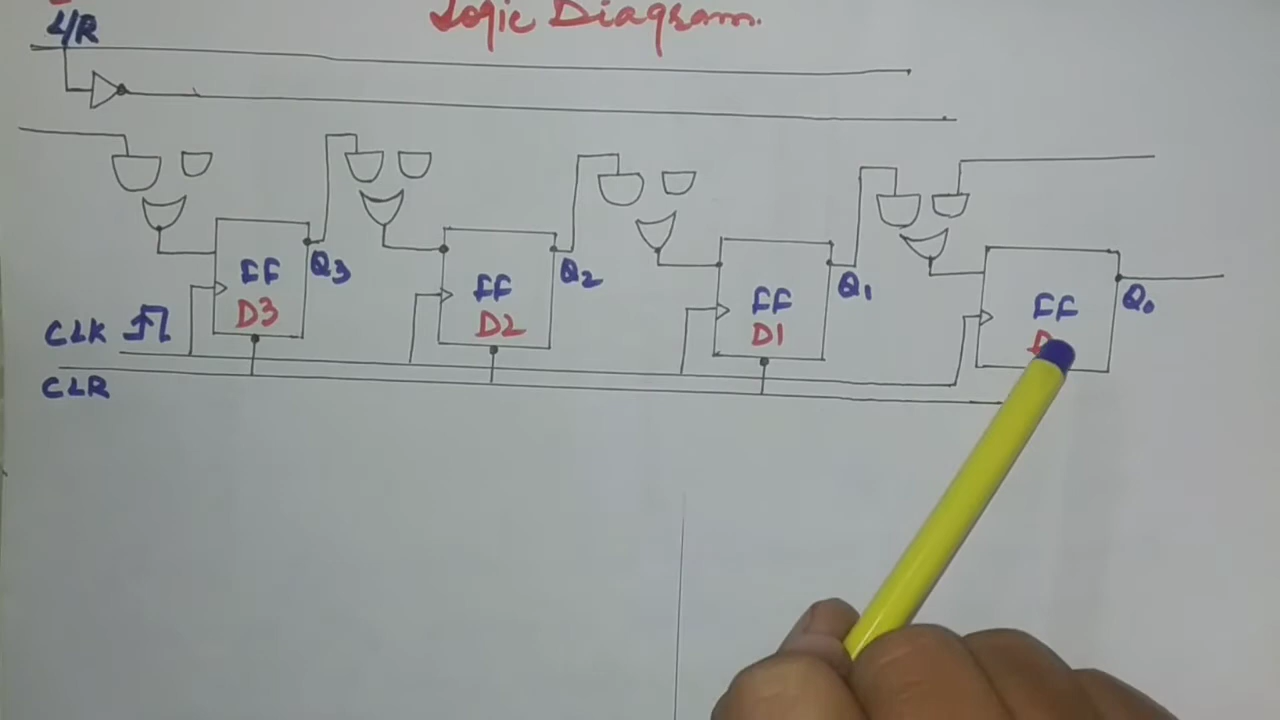 Logic Diagram.
L/R
FF
D3
Q3
FF
D2
Q2
FF
D1
Q1
FF
Q0
CLK
CLR